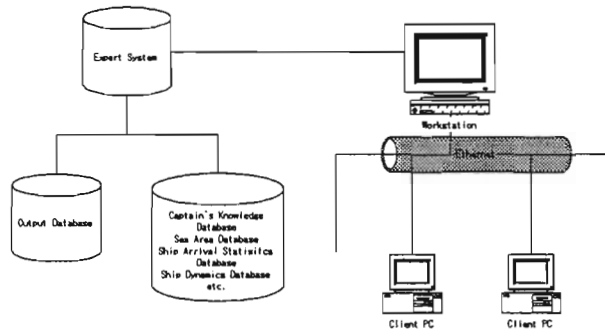 Expert System
Workstation
Ethernet
Output Database
Captain's Knowledge
Database
Sea Area Database
Ship Arrival Statisitcs
Database
Ship Dynamics Database
etc.
Client PC
Client PC